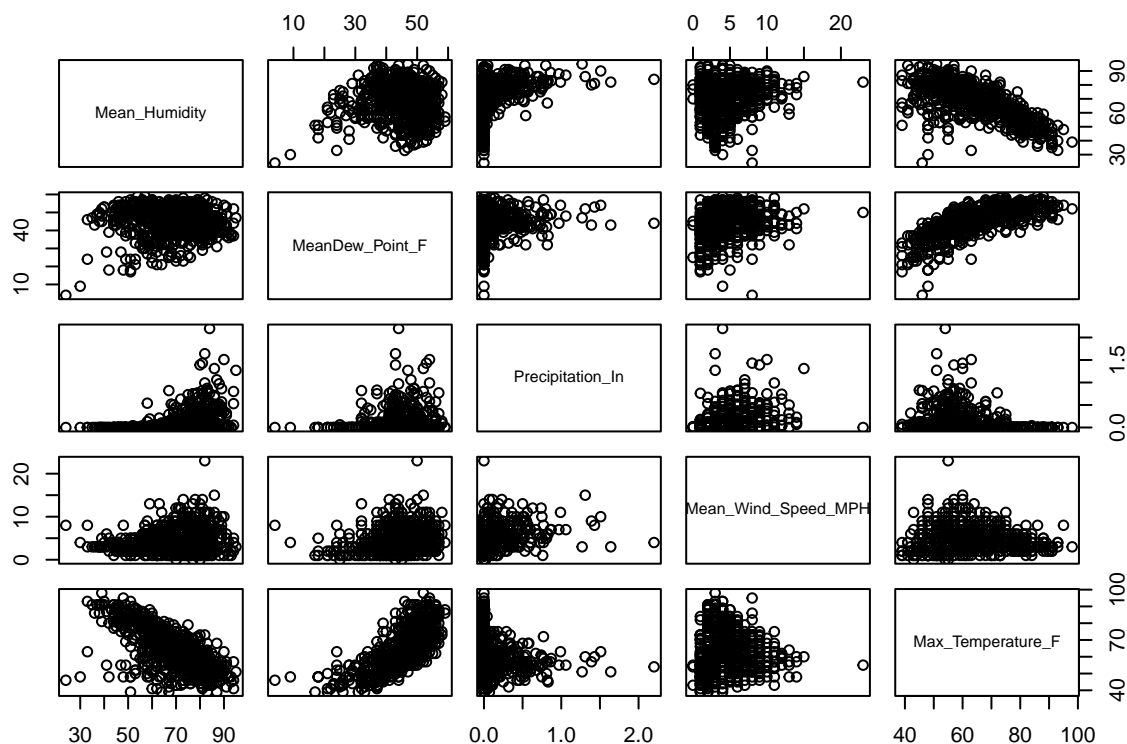 10 30 50
0 5 10 20
Mean_Humidity
30 60 90
MeanDew_Point_F
10 40
Precipitation_In
0.0 1.5
Mean_Wind_Speed_MPH
0 10 20
Max_Temperature_F
40 70 100
30 50 70 90
0.0 1.0 2.0
40 60 80 100